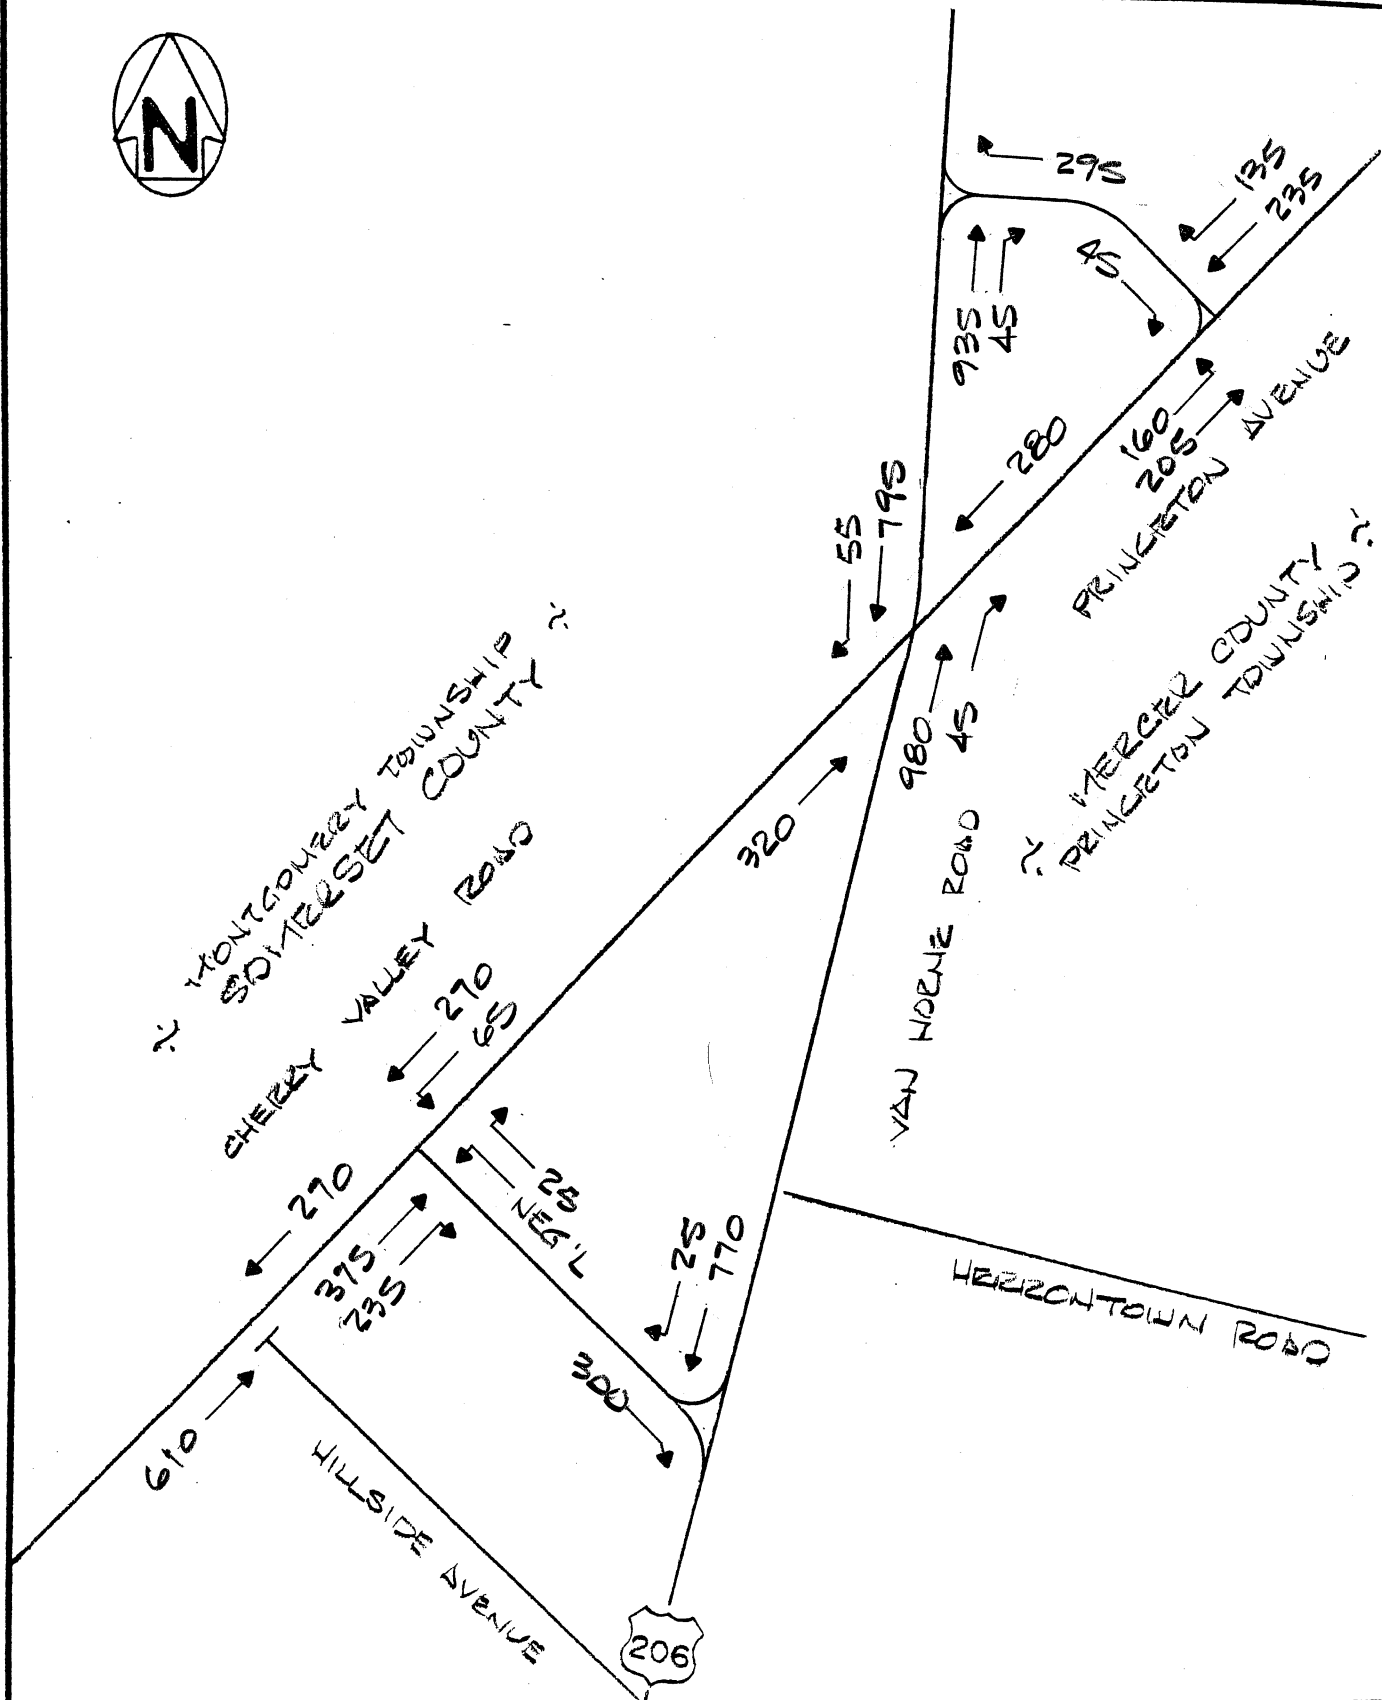 N
295
135
235
45
935
45
280
160
205
PRINCETON AVENUE
55
795
MONTGOMERY TOWNSHIP
SOMERSET COUNTY
MERCER COUNTY
PRINCETON TOWNSHIP
980
45
320
CHERRY VALLEY ROAD
VAN HORNE ROAD
270
65
270
25
NEG'L
375
235
25
770
HERRONTOWN ROAD
300
610
HILLSIDE AVENUE
206